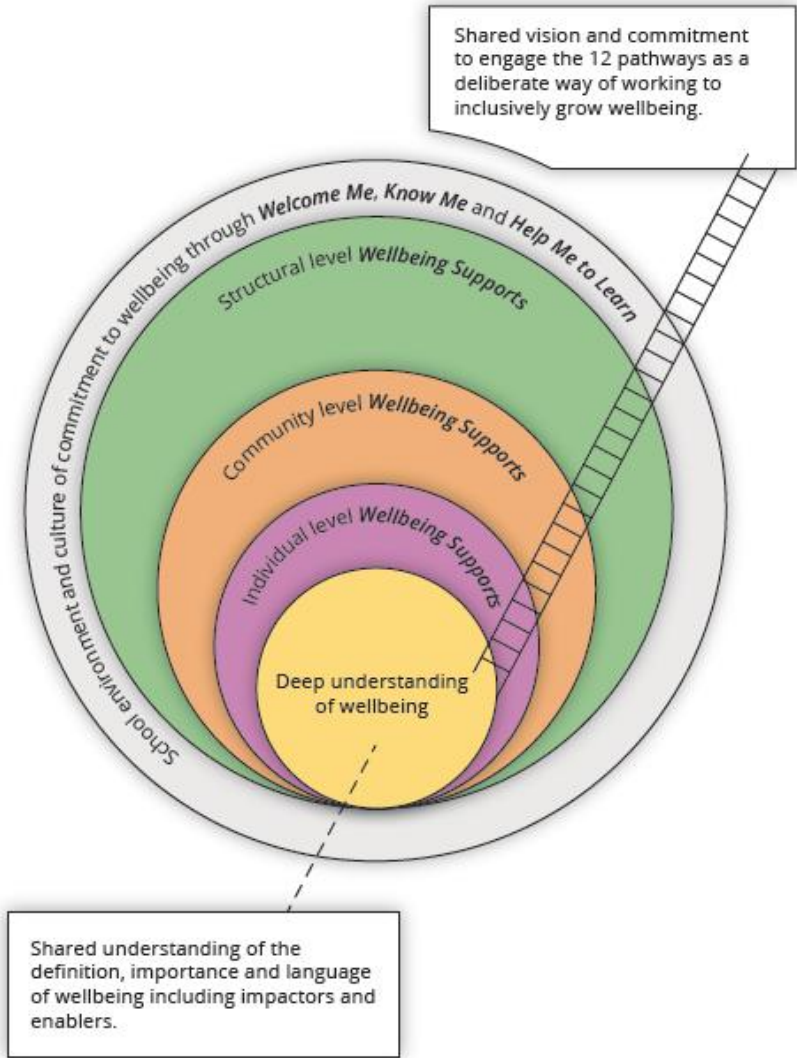 Shared vision and commitment
to engage the 12 pathways as a
deliberate way of working to
inclusively grow wellbeing.
School environment and culture of commitment to wellbeing through Welcome Me, Know Me and Help Me to Learn
Structural level Wellbeing Supports
Community level Wellbeing Supports
Individual level Wellbeing Supports
Deep understanding
of wellbeing
Shared understanding of the
definition, importance and language
of wellbeing including impactors and
enablers.